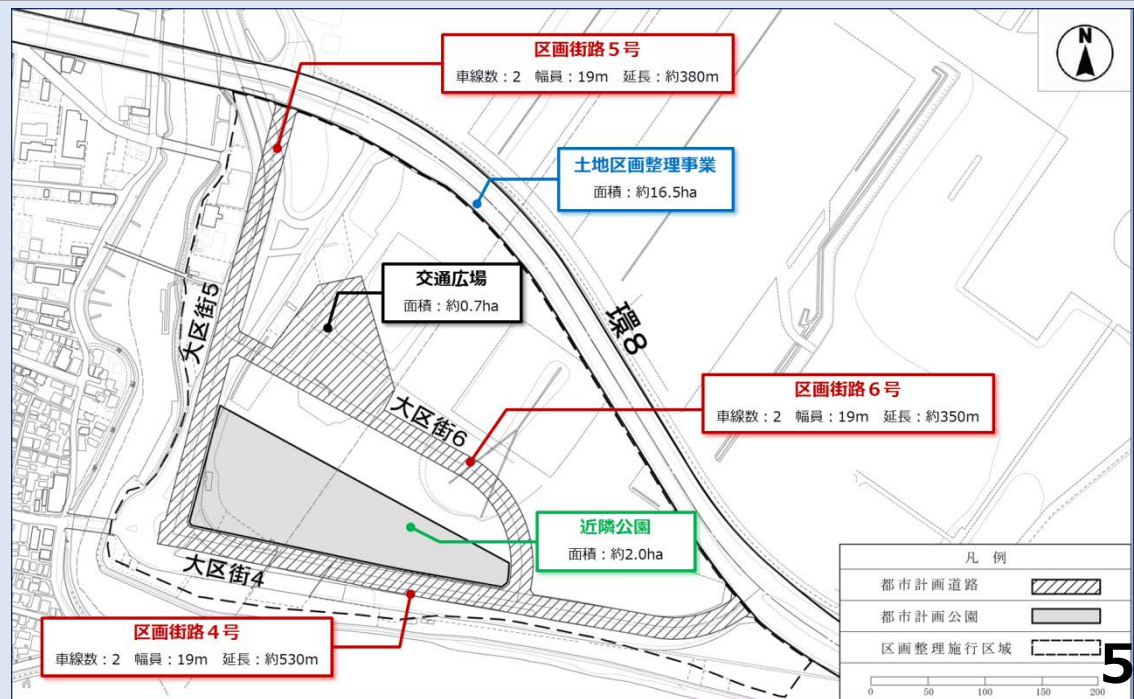 区画街路５号
車線数：2　幅員：19m　延長：約380m
N
土地区画整理事業
面積：約16.5ha
交通広場
面積：約0.7ha
大区街5
環8
区画街路６号
車線数：2　幅員：19m　延長：約350m
大区街6
近隣公園
面積：約2.0ha
大区街4
区画街路４号
車線数：2　幅員：19m　延長：約530m
凡　例
都市計画道路
都市計画公園
区画整理施行区域
0　50　100　150　200
5